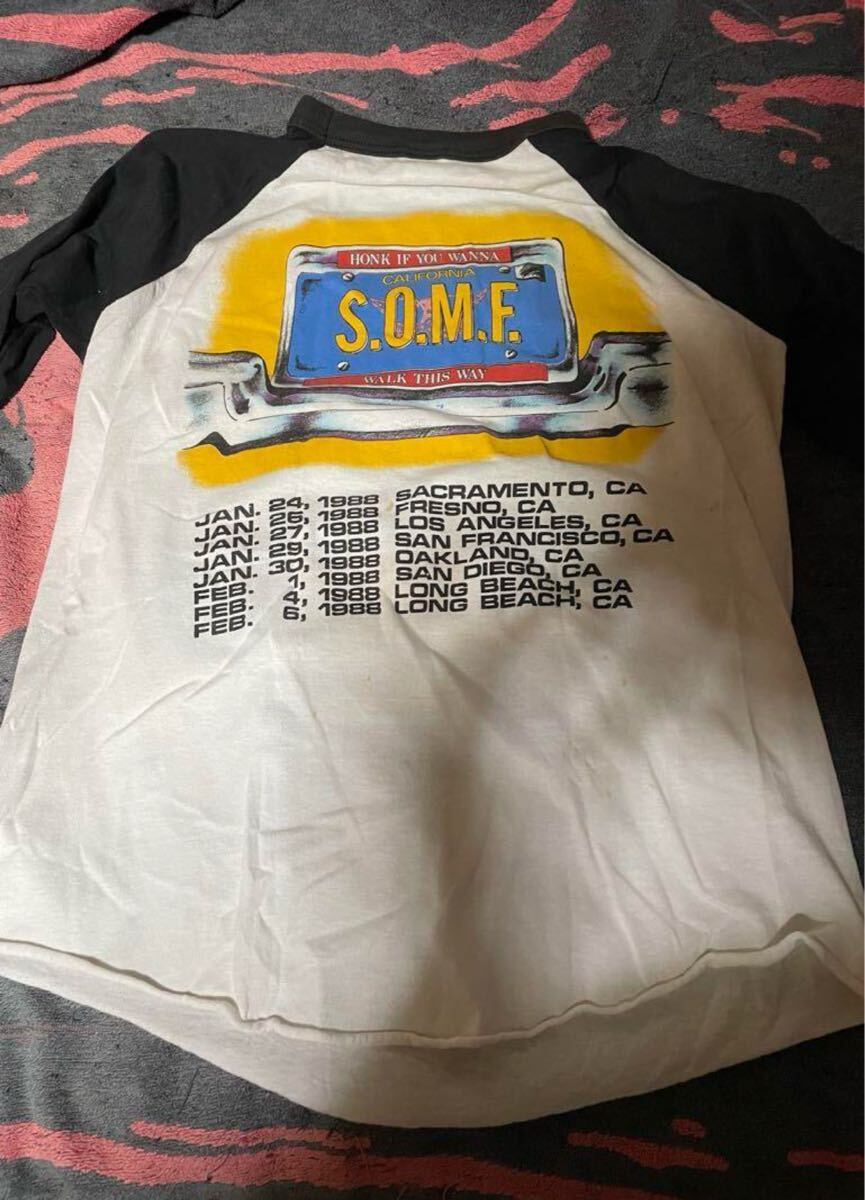 HONK IF YOU WANNA
CALIFORNIA
S.O.M.F.
WALK THIS WAY
JAN. 24, 1988 SACRAMENTO, CA
JAN. 26, 1988 FRESNO, CA
JAN. 27, 1988 LOS ANGELES, CA
JAN. 29, 1988 SAN FRANCISCO, CA
JAN. 30, 1988 OAKLAND, CA
FEB. 1, 1988 SAN DIEGO, CA
FEB. 4, 1988 LONG BEACH, CA
FEB. 6, 1988 LONG BEACH, CA